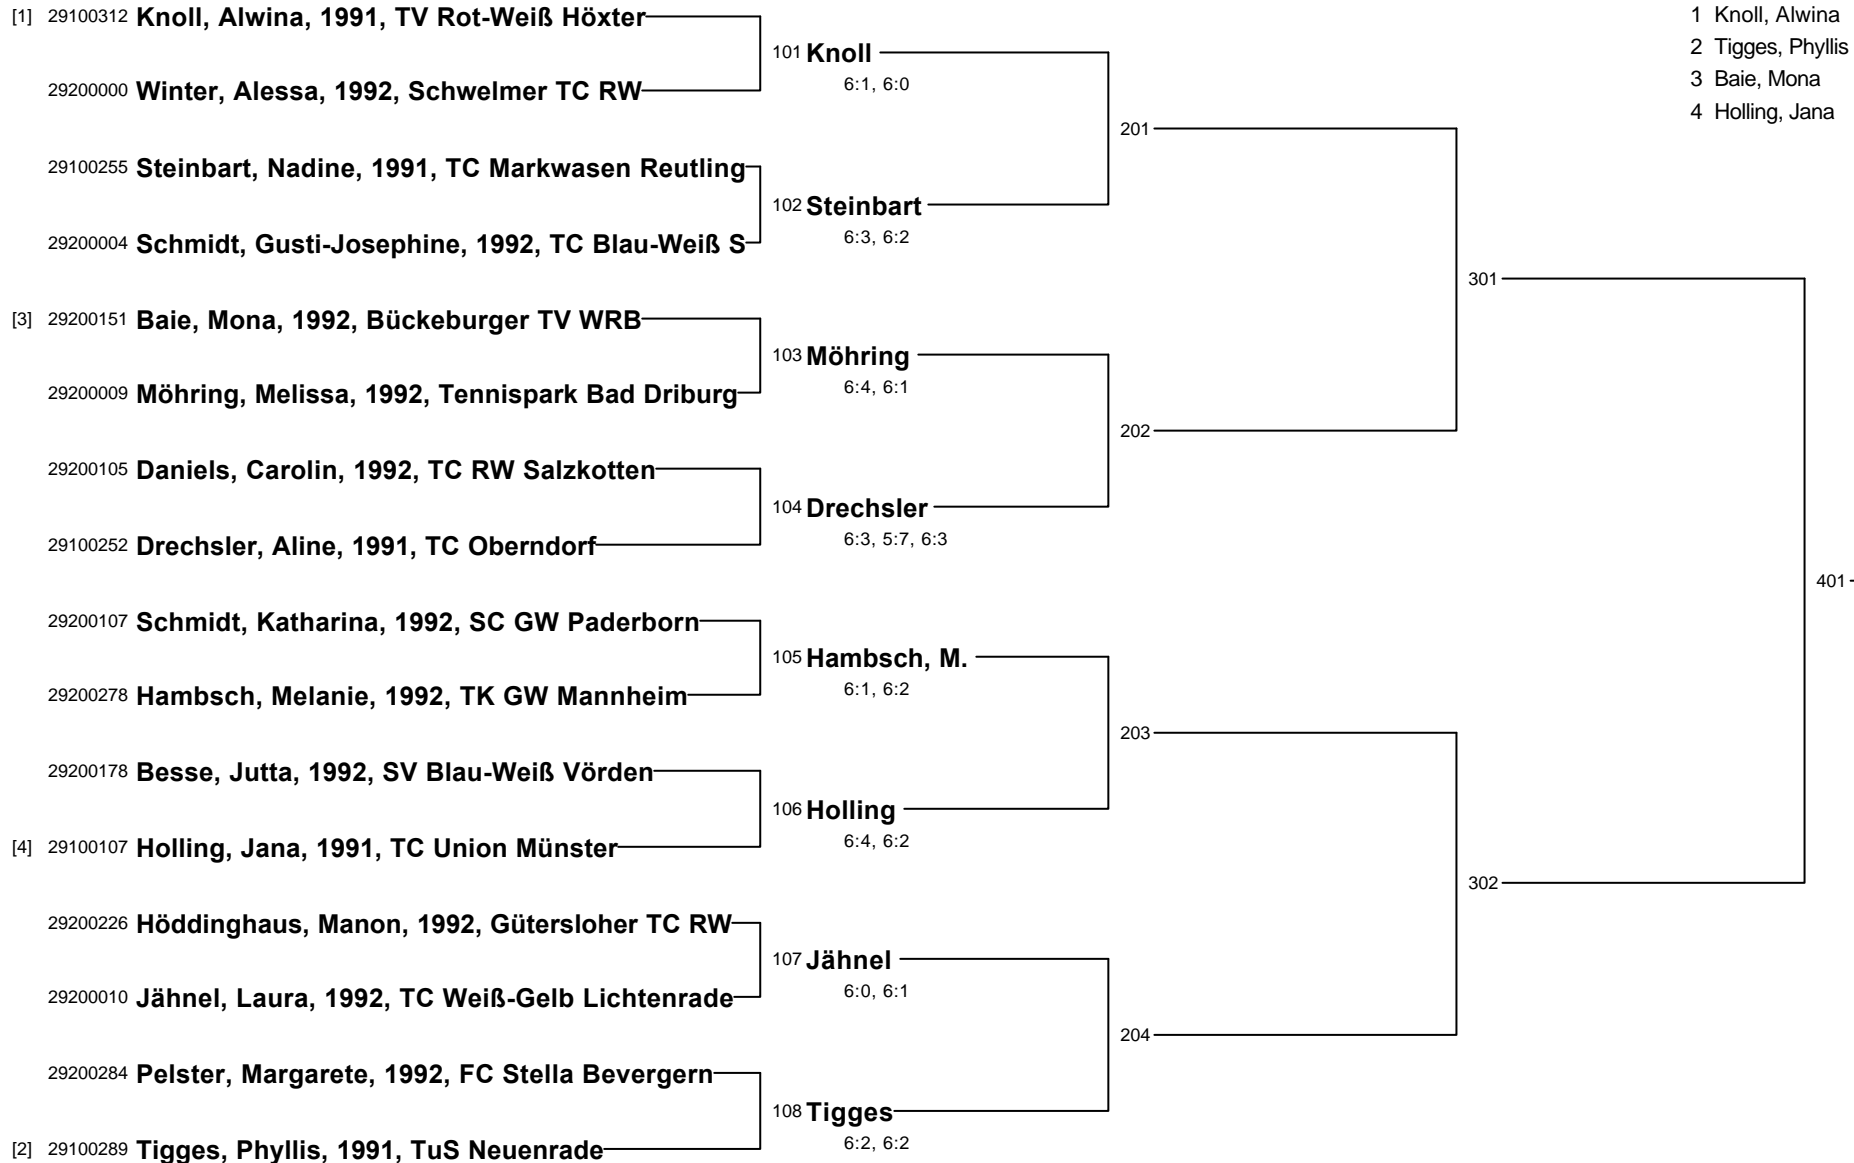 [1] 29100312 Knoll, Alwina, 1991, TV Rot-Weiß Höxter
29200000 Winter, Alessa, 1992, Schwelmer TC RW
29100255 Steinbart, Nadine, 1991, TC Markwasen Reutling
29200004 Schmidt, Gusti-Josephine, 1992, TC Blau-Weiß S
[3] 29200151 Baie, Mona, 1992, Bückeburger TV WRB
29200009 Möhring, Melissa, 1992, Tennispark Bad Driburg
29200105 Daniels, Carolin, 1992, TC RW Salzkotten
29100252 Drechsler, Aline, 1991, TC Oberndorf
29200107 Schmidt, Katharina, 1992, SC GW Paderborn
29200278 Hambsch, Melanie, 1992, TK GW Mannheim
29200178 Besse, Jutta, 1992, SV Blau-Weiß Vörden
[4] 29100107 Holling, Jana, 1991, TC Union Münster
29200226 Höddinghaus, Manon, 1992, Gütersloher TC RW
29200010 Jähnel, Laura, 1992, TC Weiß-Gelb Lichtenrade
29200284 Pelster, Margarete, 1992, FC Stella Bevergern
[2] 29100289 Tigges, Phyllis, 1991, TuS Neuenrade
101 Knoll
6:1, 6:0
102 Steinbart
6:3, 6:2
103 Möhring
6:4, 6:1
104 Drechsler
6:3, 5:7, 6:3
105 Hambsch, M.
6:1, 6:2
106 Holling
6:4, 6:2
107 Jähnel
6:0, 6:1
108 Tigges
6:2, 6:2
201
202
203
204
301
302
401
1 Knoll, Alwina
2 Tigges, Phyllis
3 Baie, Mona
4 Holling, Jana